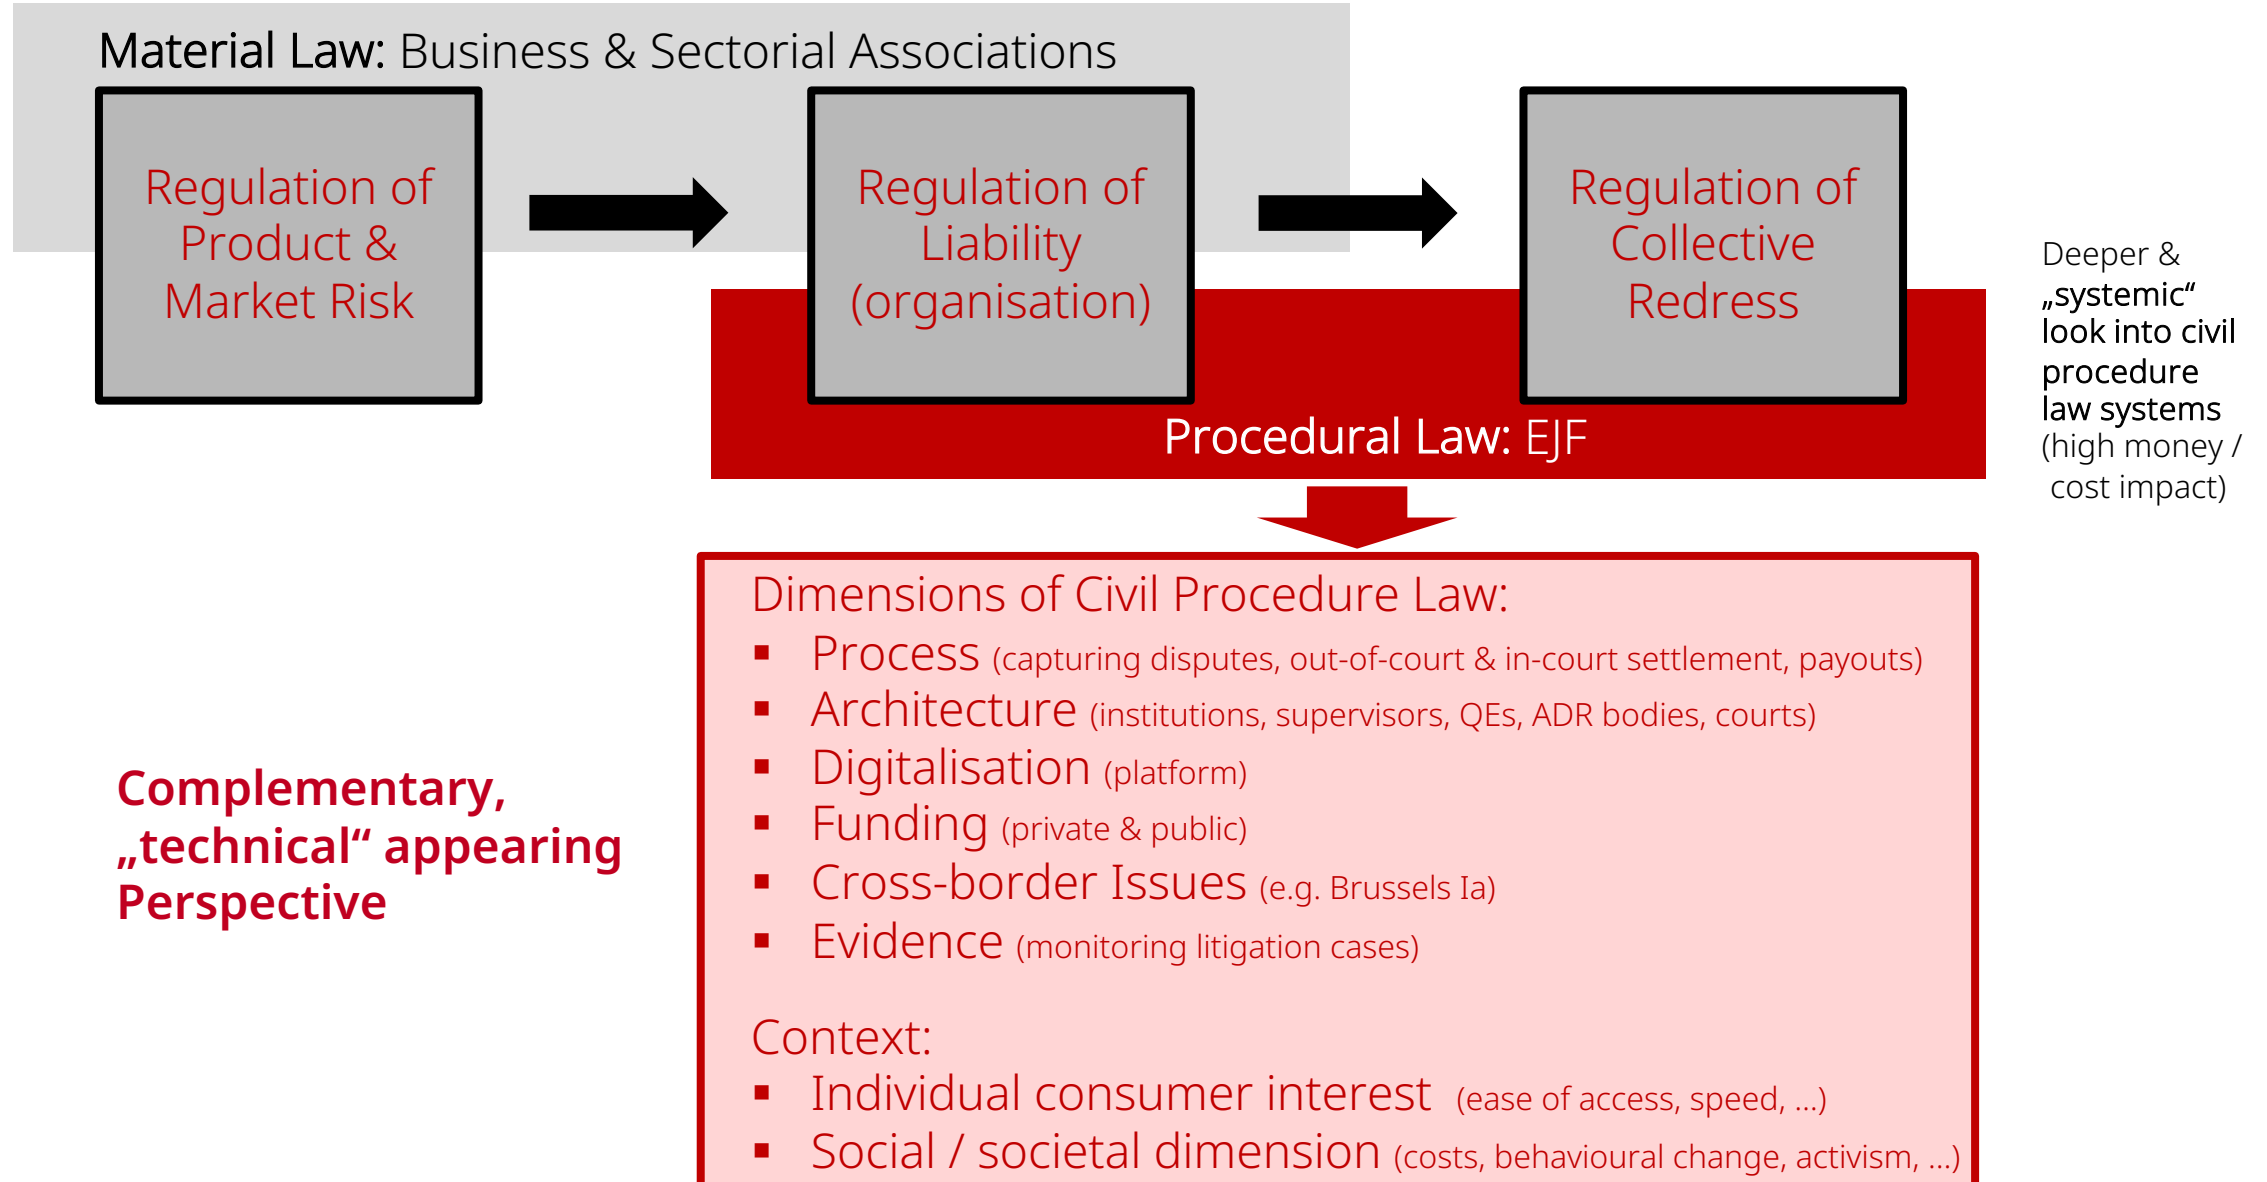 Material Law: Business & Sectorial Associations
Regulation of
Product &
Market Risk
Regulation of
Liability
(organisation)
Regulation of
Collective
Redress
Procedural Law: EJF
Deeper &
„systemic“
look into civil
procedure
law systems
(high money /
cost impact)
Complementary,
„technical“ appearing
Perspective
Dimensions of Civil Procedure Law:
▪ Process (capturing disputes, out-of-court & in-court settlement, payouts)
▪ Architecture (institutions, supervisors, QEs, ADR bodies, courts)
▪ Digitalisation (platform)
▪ Funding (private & public)
▪ Cross-border Issues (e.g. Brussels Ia)
▪ Evidence (monitoring litigation cases)
Context:
▪ Individual consumer interest (ease of access, speed, ...)
▪ Social / societal dimension (costs, behavioural change, activism, ...)